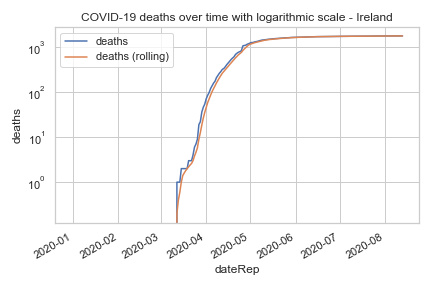 COVID-19 deaths over time with logarithmic scale - Ireland
deaths
deaths (rolling)
10³
10²
10¹
10⁰
deaths
2020-01
2020-02
2020-03
2020-04
2020-05
2020-06
2020-07
2020-08
dateRep